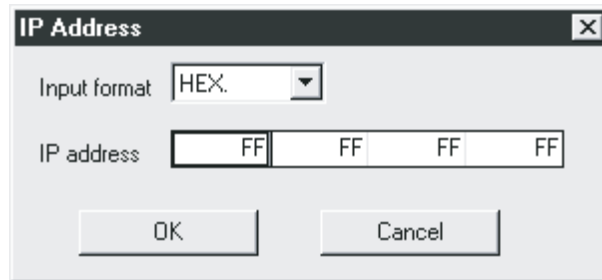 IP Address
Input format HEX.
IP address FF FF FF FF
OK Cancel